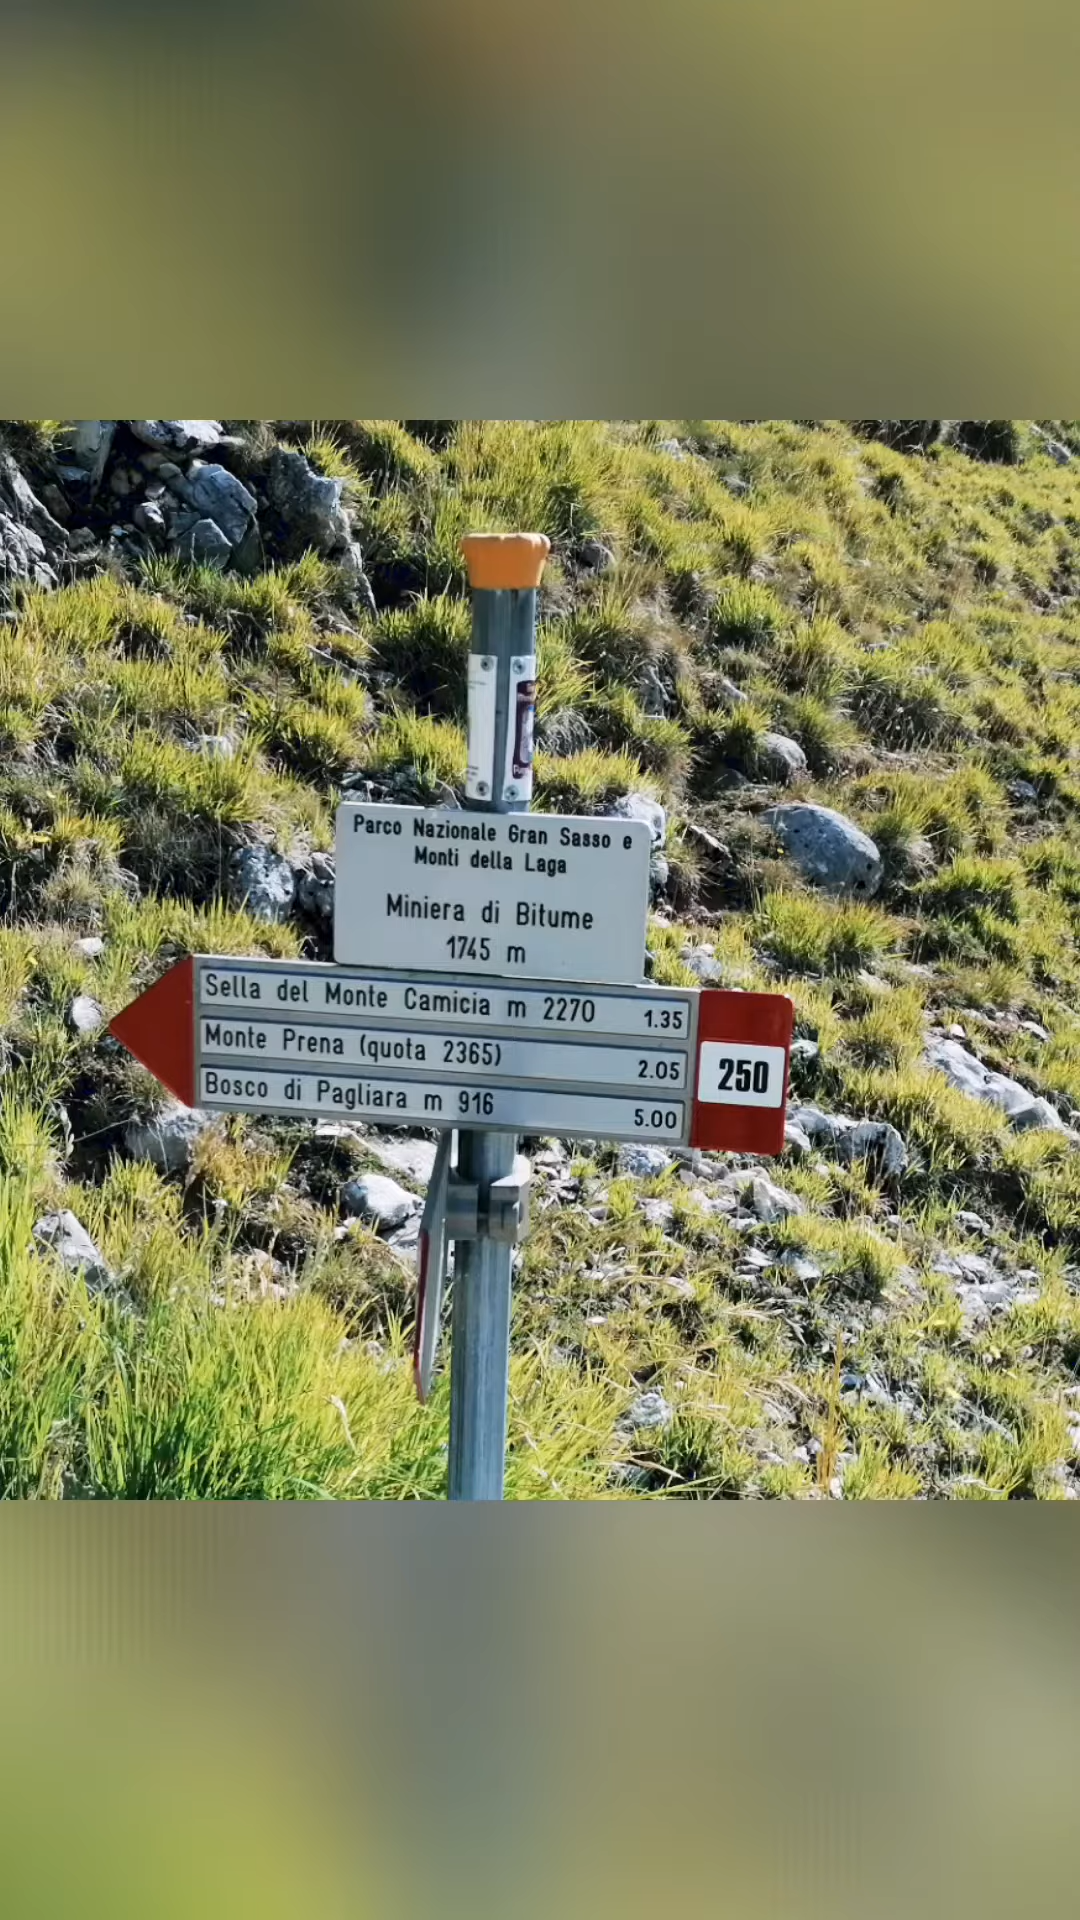 Parco Nazionale Gran Sasso e
Monti della Laga
Miniera di Bitume
1745 m
Sella del Monte Camicia m 2270 1.35
Monte Prena (quota 2365) 2.05
Bosco di Pagliara m 916 5.00
250